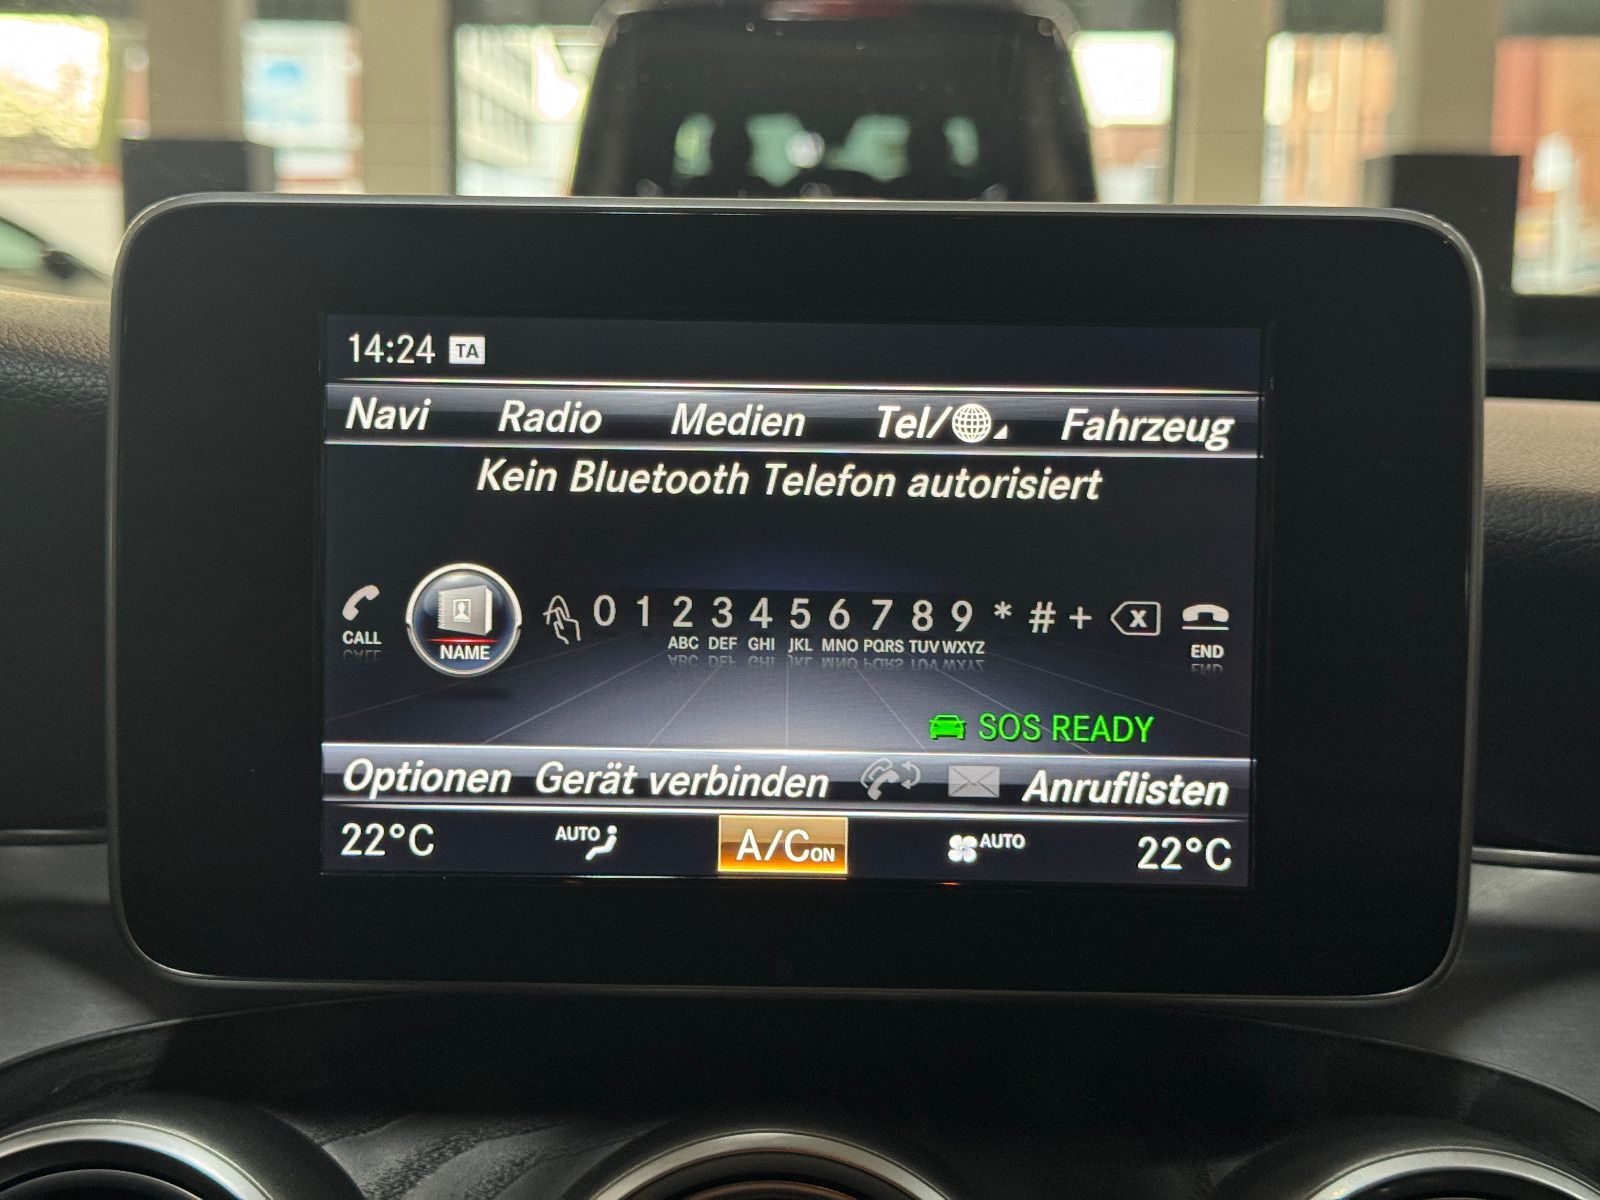 14:24 TA
Navi Radio Medien Tel/ Fahrzeug
Kein Bluetooth Telefon autorisiert
CALL NAME 0 1 2 3 4 5 6 7 8 9 * # + x END
ABC DEF GHI JKL MNO PQRS TUV WXYZ
SOS READY
Optionen Gerät verbinden Anruflisten
22°C AUTO A/C ON AUTO 22°C